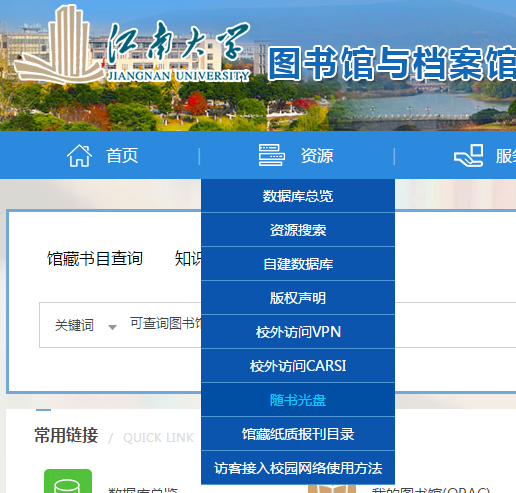 江南大学
JIANGNAN UNIVERSITY
图书馆与档案馆
首页
资源
数据库总览
资源搜索
自建数据库
版权声明
校外访问VPN
校外访问CARSI
随书光盘
馆藏纸质报刊目录
访客接入校园网络使用方法
馆藏书目查询
知识
关键词
可查询图书馆
常用链接 / QUICK LINK
数据库总览
我的图书馆(OPAC)